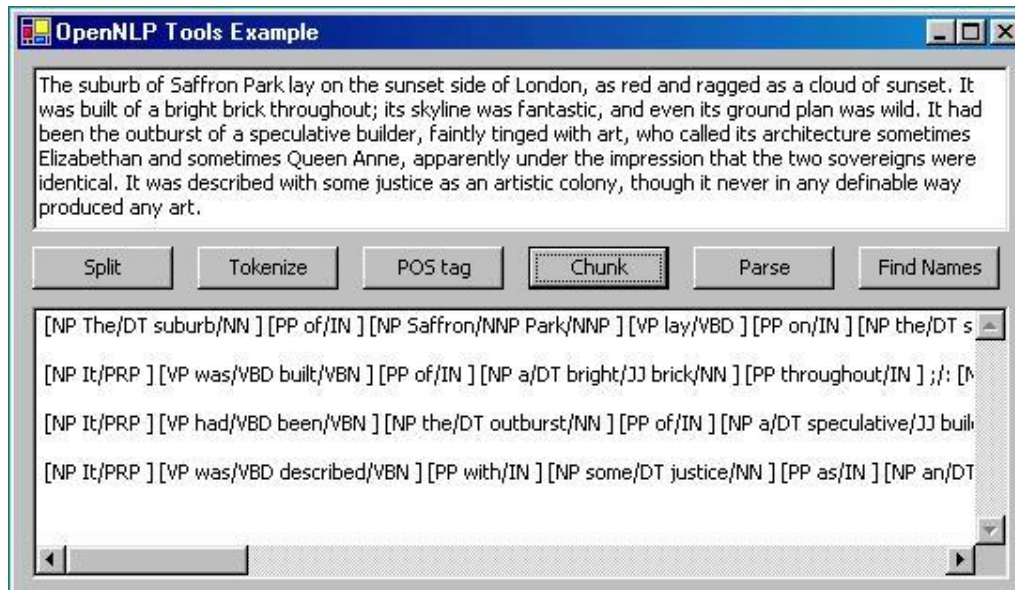 OpenNLP Tools Example
The suburb of Saffron Park lay on the sunset side of London, as red and ragged as a cloud of sunset. It
was built of a bright brick throughout; its skyline was fantastic, and even its ground plan was wild. It had
been the outburst of a speculative builder, faintly tinged with art, who called its architecture sometimes
Elizabethan and sometimes Queen Anne, apparently under the impression that the two sovereigns were
identical. It was described with some justice as an artistic colony, though it never in any definable way
produced any art.
Split Tokenize POS tag Chunk Parse Find Names
[NP The/DT suburb/NN ] [PP of/IN ] [NP Saffron/NNP Park/NNP ] [VP lay/VBD ] [PP on/IN ] [NP the/DT s
[NP It/PRP ] [VP was/VBD built/VBN ] [PP of/IN ] [NP a/DT bright/JJ brick/NN ] [PP throughout/IN ] ;/: [N
[NP It/PRP ] [VP had/VBD been/VBN ] [NP the/DT outburst/NN ] [PP of/IN ] [NP a/DT speculative/JJ buil
[NP It/PRP ] [VP was/VBD described/VBN ] [PP with/IN ] [NP some/DT justice/NN ] [PP as/IN ] [NP an/DT